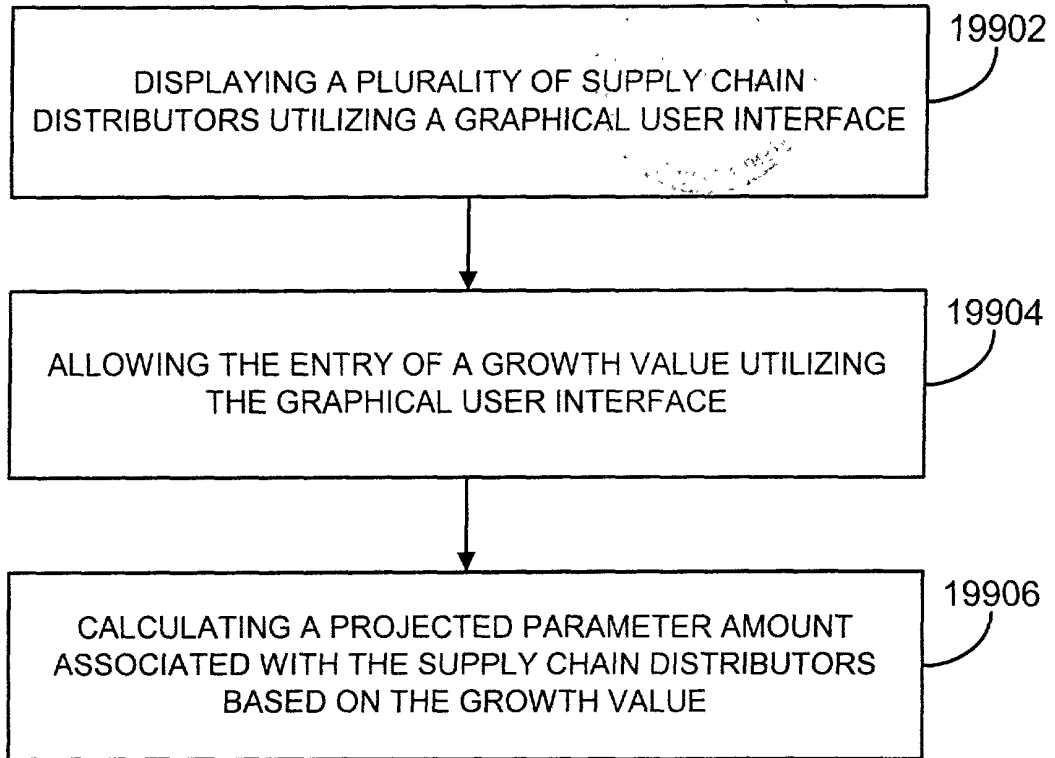 19902
DISPLAYING A PLURALITY OF SUPPLY CHAIN
DISTRIBUTORS UTILIZING A GRAPHICAL USER INTERFACE
19904
ALLOWING THE ENTRY OF A GROWTH VALUE UTILIZING
THE GRAPHICAL USER INTERFACE
19906
CALCULATING A PROJECTED PARAMETER AMOUNT
ASSOCIATED WITH THE SUPPLY CHAIN DISTRIBUTORS
BASED ON THE GROWTH VALUE